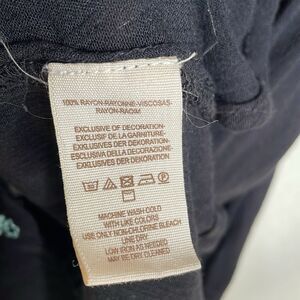 100% RAYON-RAYONNE-VISCOSAS-
RAYON-RAOIM
EXCLUSIVE OF DECORATION-
EXCLUSIF DE LA GARNITURE-
EXKLUSIVES DER DEKORATION-
ESCLUSIVA DELLA DECORAZIONE-
EXKLUSIVES DER DEKORATION
MACHINE WASH COLD
WITH LIKE COLORS
USE ONLY NON-CHLORINE BLEACH
LINE DRY
LOW IRON AS NEEDED
MAY BE DRY CLEANED